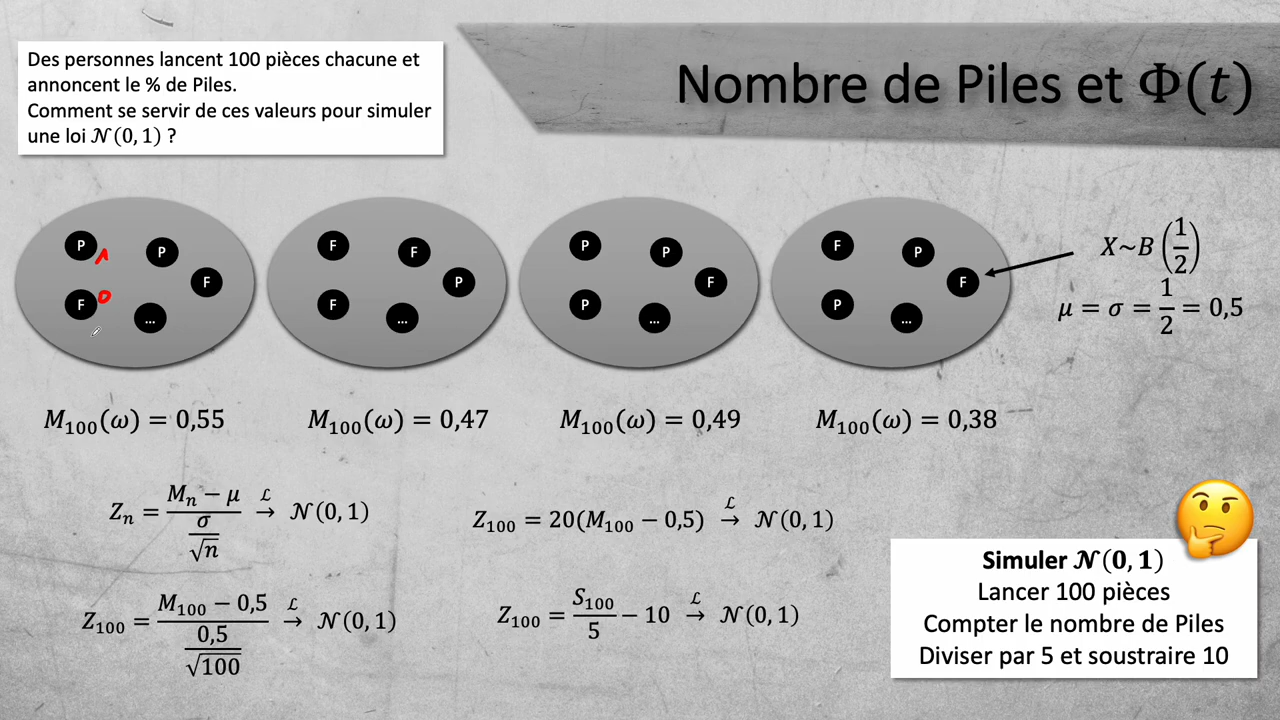 Des personnes lancent 100 pièces chacune et
annoncent le % de Piles.
Comment se servir de ces valeurs pour simuler
une loi 𝒩(0, 1) ?
Nombre de Piles et Φ(t)
P 1 P F F ...
F 0
F F P F ...
P P F P ...
F P F P ...
X~B(1/2)
μ = σ = 1/2 = 0,5
M₁₀₀(ω) = 0,55
M₁₀₀(ω) = 0,47
M₁₀₀(ω) = 0,49
M₁₀₀(ω) = 0,38
Zₙ = (Mₙ − μ)/(σ/√n) →ℒ 𝒩(0, 1)
Z₁₀₀ = (M₁₀₀ − 0,5)/(0,5/√100) →ℒ 𝒩(0, 1)
Z₁₀₀ = 20(M₁₀₀ − 0,5) →ℒ 𝒩(0, 1)
Z₁₀₀ = S₁₀₀/5 − 10 →ℒ 𝒩(0, 1)
Simuler 𝒩(0, 1)
Lancer 100 pièces
Compter le nombre de Piles
Diviser par 5 et soustraire 10